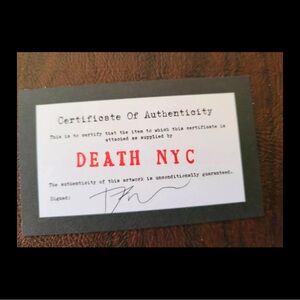 Certificate Of Authenticity
This is to certify that the item to which this certificate is
attached as supplied by
DEATH NYC
The authenticity of this artwork is unconditionally guaranteed.
Signed: